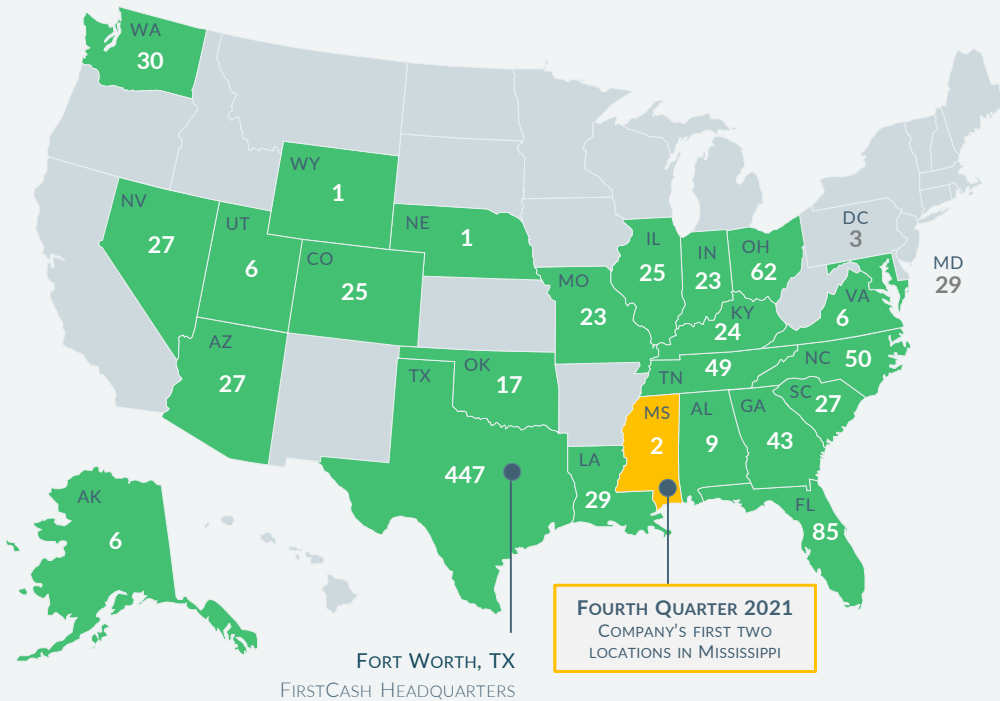 WA
30
WY
1
NV
27
UT
6
CO
25
NE
1
IL
25
IN
23
OH
62
DC
3
MD
29
MO
23
KY
24
VA
6
AZ
27
TX
447
OK
17
TN
49
NC
50
SC
27
MS
2
AL
9
GA
43
LA
29
FL
85
AK
6
FOURTH QUARTER 2021
COMPANY'S FIRST TWO
LOCATIONS IN MISSISSIPPI
FORT WORTH, TX
FIRSTCASH HEADQUARTERS